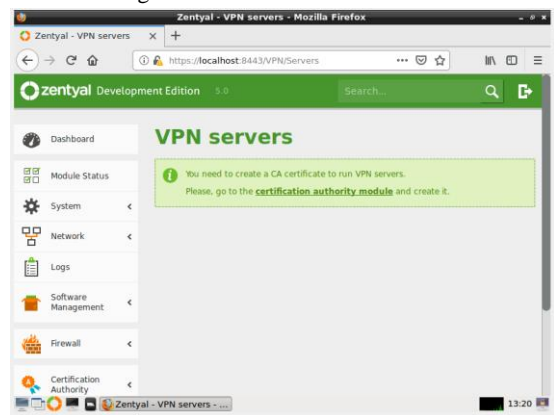 Zentyal - VPN servers - Mozilla Firefox
Zentyal - VPN servers
https://localhost:8443/VPN/Servers
zentyal Development Edition 5.0
Search...
Dashboard
Module Status
System
Network
Logs
Software
Management
Firewall
Certification
Authority
VPN servers
You need to create a CA certificate to run VPN servers.
Please, go to the certification authority module and create it.
Zentyal - VPN servers - ...
13:20